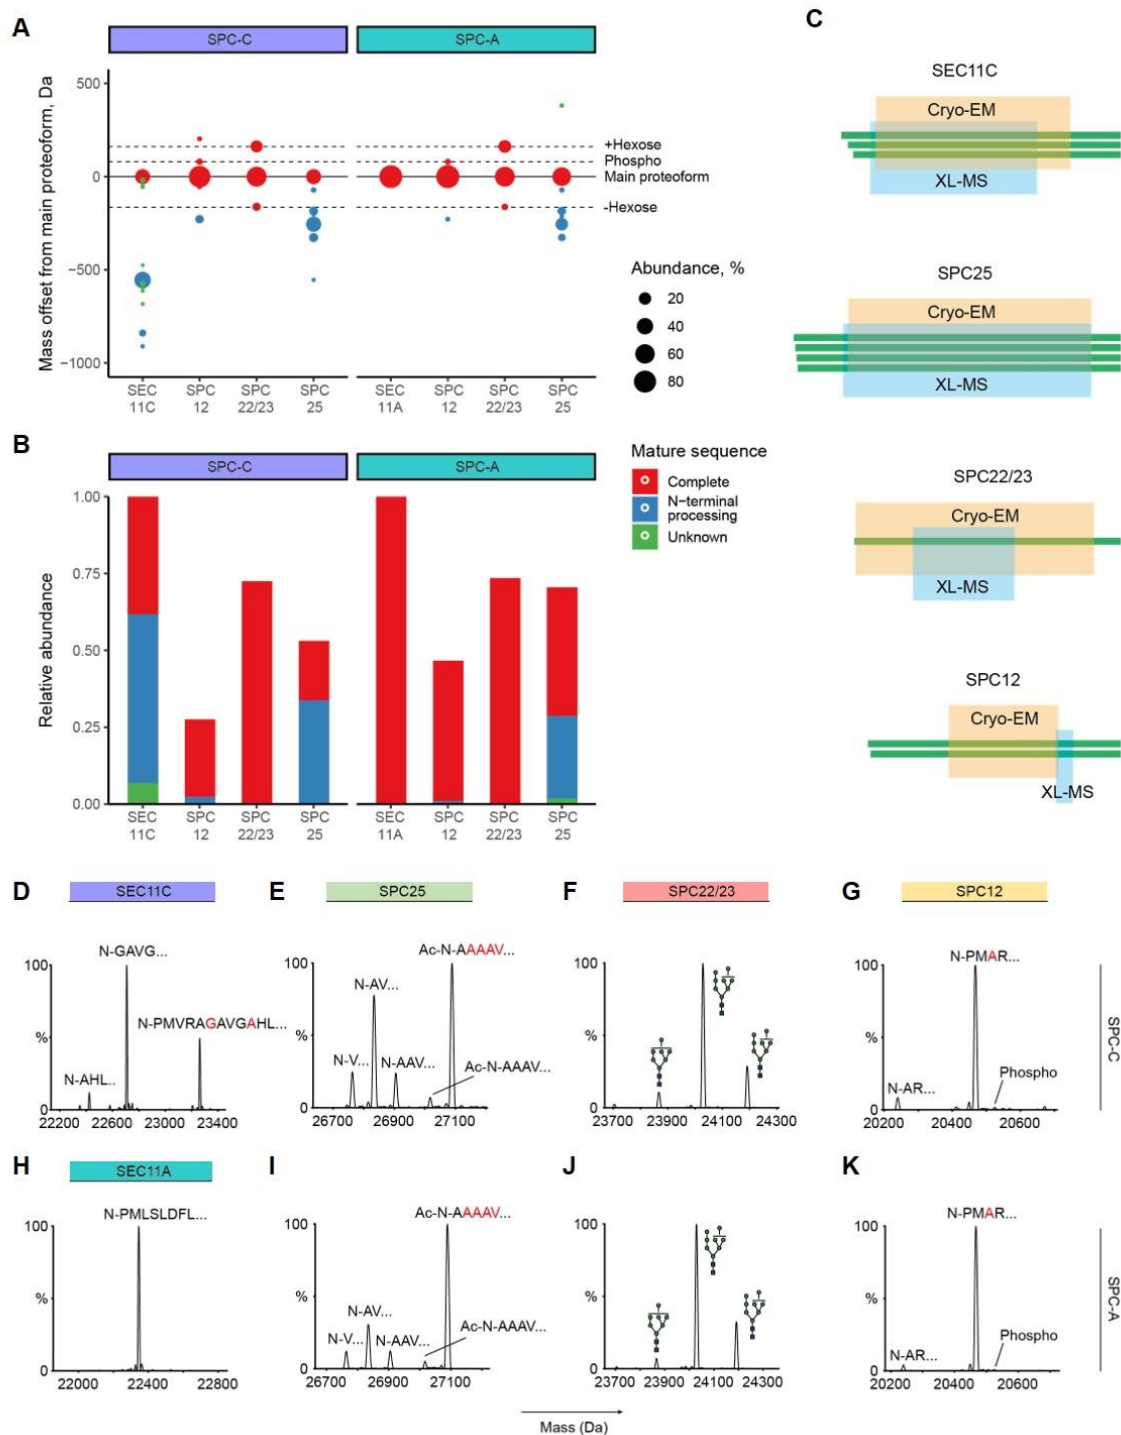 A
SPC-C
SPC-A
Mass offset from main proteoform, Da
500
0
−500
−1000
+Hexose
Phospho
Main proteoform
-Hexose
SEC 11C
SPC 12
SPC 22/23
SPC 25
SEC 11A
SPC 12
SPC 22/23
SPC 25
Abundance, %
20
40
60
80
B
SPC-C
SPC-A
Relative abundance
1.00
0.75
0.50
0.25
0.00
SEC 11C
SPC 12
SPC 22/23
SPC 25
SEC 11A
SPC 12
SPC 22/23
SPC 25
Mature sequence
Complete
N−terminal
processing
Unknown
C
SEC11C
Cryo-EM
XL-MS
SPC25
Cryo-EM
XL-MS
SPC22/23
Cryo-EM
XL-MS
SPC12
Cryo-EM
XL-MS
D
SEC11C
N-GAVG...
100
N-PMVRAGAVGAHL...
%
N-AHL..
0
22200 22600 23000 23400
E
SPC25
Ac-N-AAAAV...
100
N-AV...
%
N-V...
N-AAV...
Ac-N-AAAV...
0
26700 26900 27100
F
SPC22/23
100
%
0
23700 23900 24100 24300
G
SPC12
N-PMAR...
100
%
Phospho
N-AR...
0
20200 20400 20600
SPC-C
H
SEC11A
N-PMLSLDFL...
100
%
0
22000 22400 22800
I
Ac-N-AAAAV...
100
%
N-AV...
N-V...
N-AAV...
Ac-N-AAAV...
0
26700 26900 27100
J
100
%
0
23700 23900 24100 24300
K
N-PMAR...
100
%
Phospho
N-AR...
0
20200 20400 20600
SPC-A
Mass (Da)